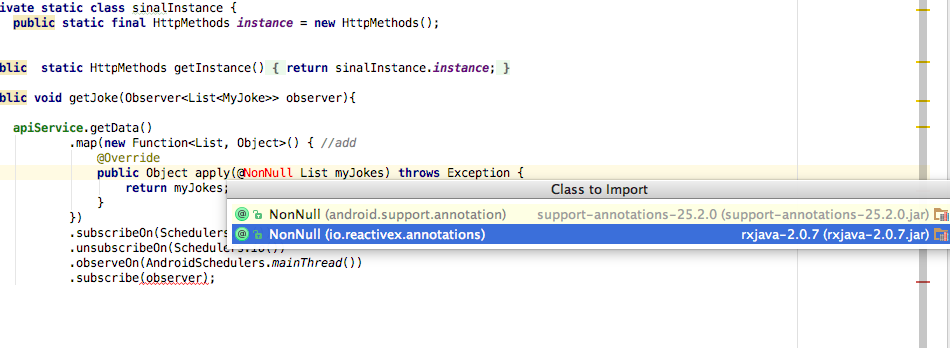 ivate static class sinalInstance {
public static final HttpMethods instance = new HttpMethods();
blic static HttpMethods getInstance() { return sinalInstance.instance; }
blic void getJoke(Observer<List<MyJoke>> observer){
apiService.getData()
.map(new Function<List, Object>() { //add
@Override
public Object apply(@NonNull List myJokes) throws Exception {
return myJokes;
}
})
.subscribeOn(Schedulers
.unsubscribeOn(Schedulers.io())
.observeOn(AndroidSchedulers.mainThread())
.subscribe(observer);
Class to Import
@ NonNull (android.support.annotation) support-annotations-25.2.0 (support-annotations-25.2.0.jar)
@ NonNull (io.reactivex.annotations) rxjava-2.0.7 (rxjava-2.0.7.jar)